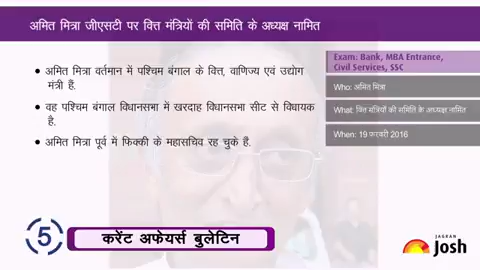 अमित मित्रा जीएसटी पर वित्त मंत्रियों की समिति के अध्यक्ष नामित
• अमित मित्रा वर्तमान में पश्चिम बंगाल के वित्त, वाणिज्य एवं उद्योग
मंत्री हैं.
• वह पश्चिम बंगाल विधानसभा में खरदाह विधानसभा सीट से विधायक
है.
• अमित मित्रा पूर्व में फिक्की के महासचिव रह चुके हैं.
Exam: Bank, MBA Entrance,
Civil Services, SSC
Who: अमित मित्रा
What: वित्त मंत्रियों की समिति के अध्यक्ष नामित
When: 19 फरवरी 2016
5
करेंट अफेयर्स बुलेटिन
JAGRAN
Josh